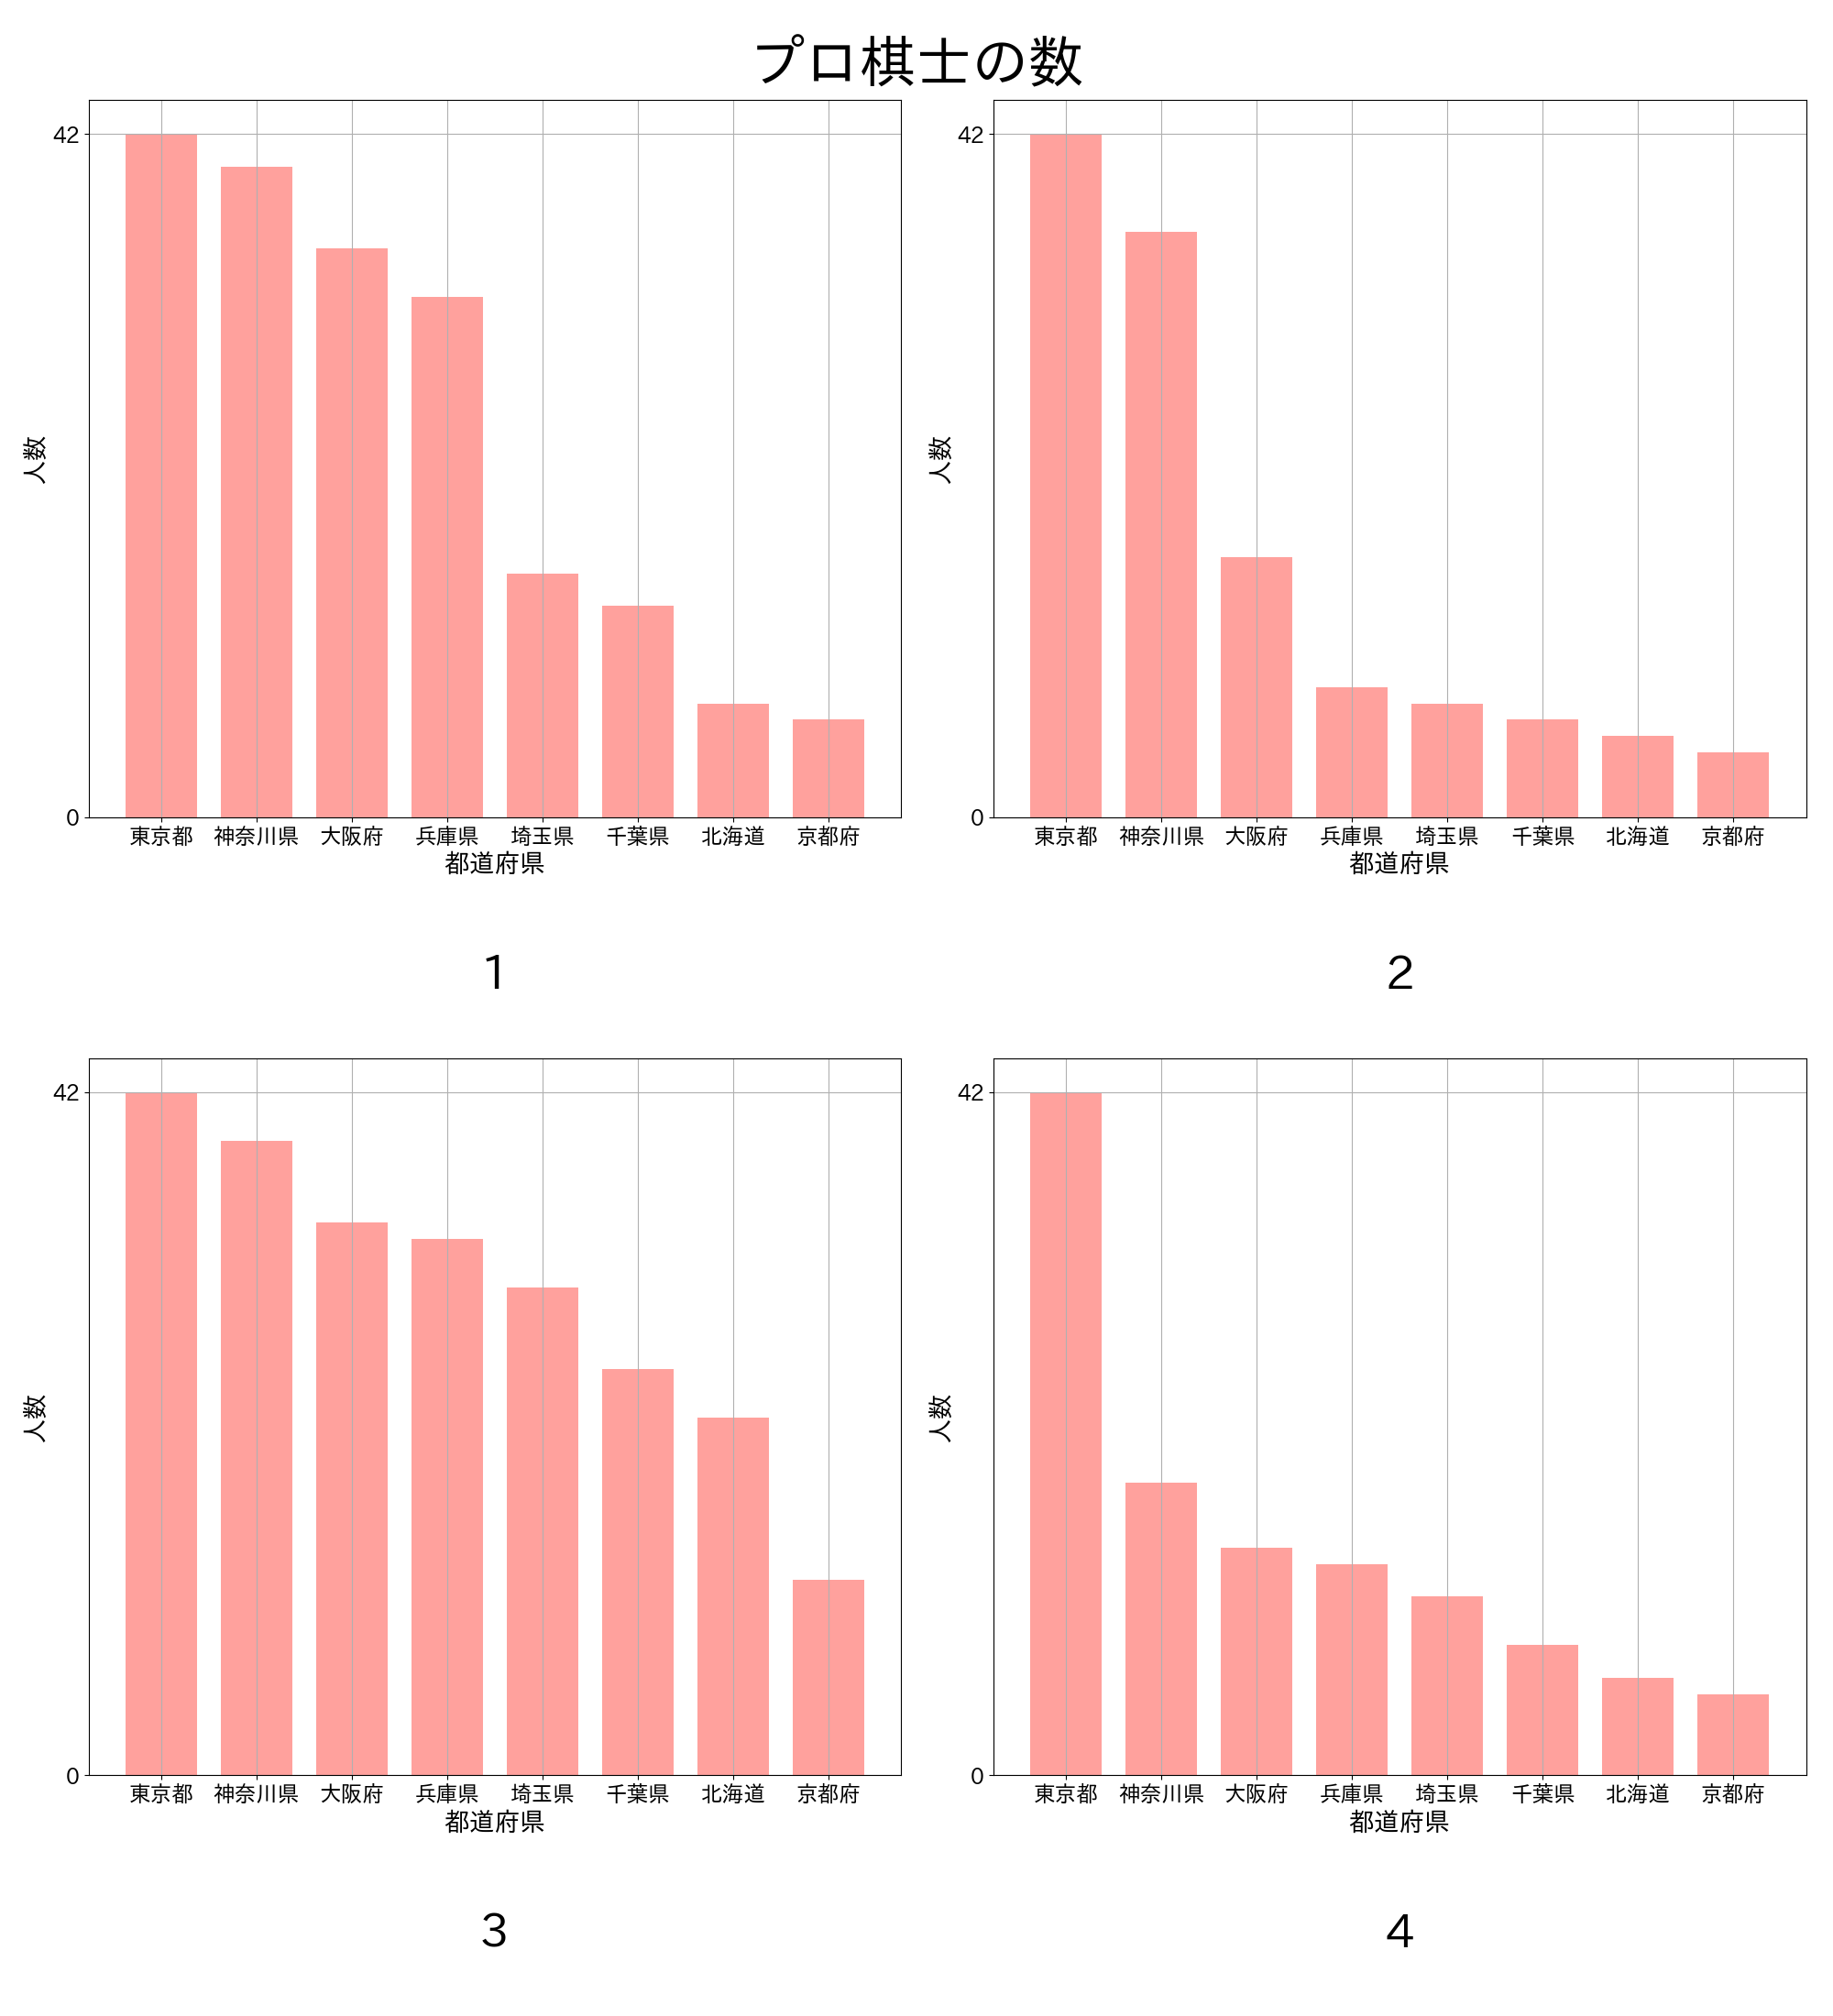 プロ棋士の数
42
0
人数
東京都 神奈川県 大阪府 兵庫県 埼玉県 千葉県 北海道 京都府
都道府県
1
42
0
人数
東京都 神奈川県 大阪府 兵庫県 埼玉県 千葉県 北海道 京都府
都道府県
2
42
0
人数
東京都 神奈川県 大阪府 兵庫県 埼玉県 千葉県 北海道 京都府
都道府県
3
42
0
人数
東京都 神奈川県 大阪府 兵庫県 埼玉県 千葉県 北海道 京都府
都道府県
4